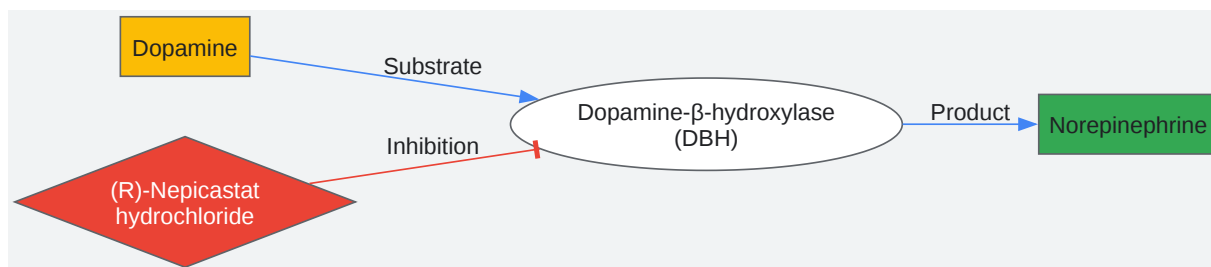 Dopamine
Substrate
Dopamine-β-hydroxylase
(DBH)
Product
Norepinephrine
Inhibition
(R)-Nepicastat
hydrochloride